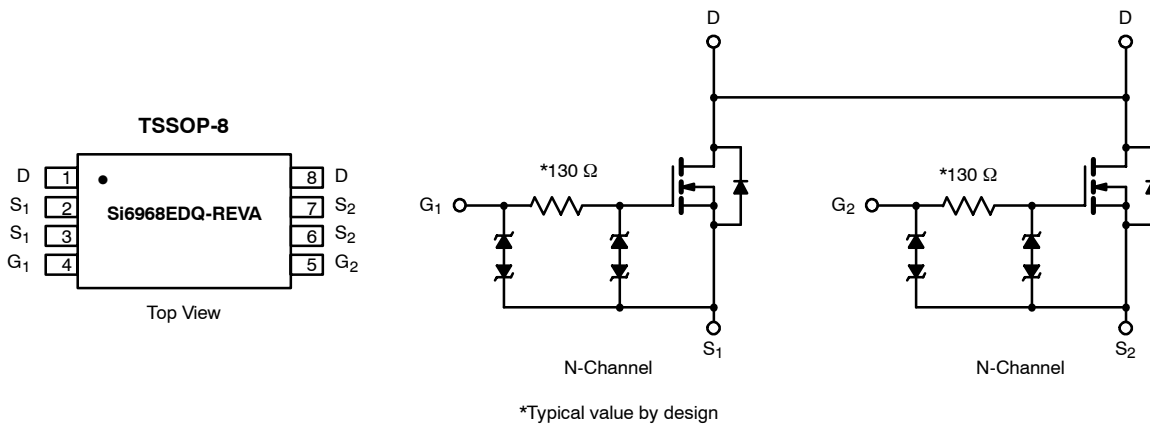 TSSOP-8
D 1 8 D
S1 2 Si6968EDQ-REVA 7 S2
S1 3 6 S2
G1 4 5 G2
Top View
D
D
*130 Ω
*130 Ω
G1
G2
S1
S2
N-Channel
N-Channel
*Typical value by design